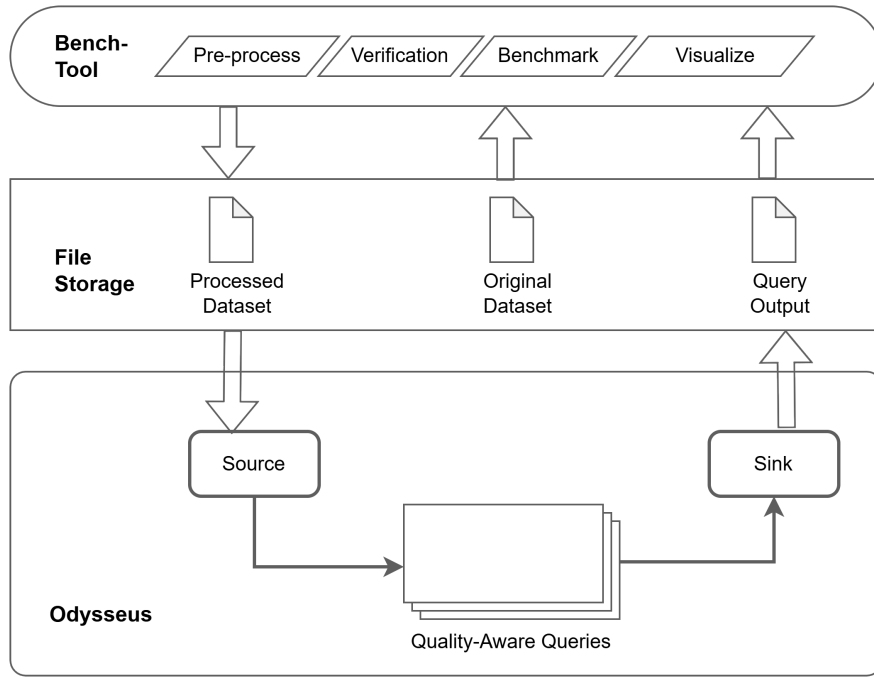 Bench-
Tool
Pre-process
Verification
Benchmark
Visualize
File
Storage
Processed
Dataset
Original
Dataset
Query
Output
Source
Sink
Odysseus
Quality-Aware Queries